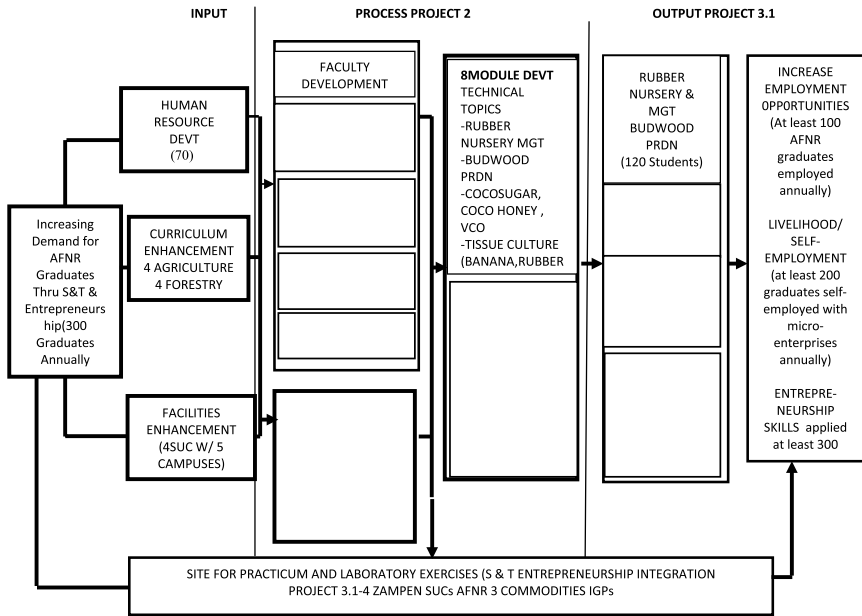 INPUT
PROCESS PROJECT 2
OUTPUT PROJECT 3.1
Increasing
Demand for
AFNR
Graduates
Thru S&T &
Entrepreneurs
hip(300
Graduates
Annually
HUMAN
RESOURCE
DEVT
(70)
CURRICULUM
ENHANCEMENT
4 AGRICULTURE
4 FORESTRY
FACILITIES
ENHANCEMENT
(4SUC W/ 5
CAMPUSES)
FACULTY
DEVELOPMENT
8MODULE DEVT
TECHNICAL
TOPICS
-RUBBER
NURSERY MGT
-BUDWOOD
PRDN
-COCOSUGAR,
COCO HONEY ,
VCO
-TISSUE CULTURE
(BANANA,RUBBER
RUBBER
NURSERY &
MGT
BUDWOOD
PRDN
(120 Students)
INCREASE
EMPLOYMENT
0PP0RTUNITIES
(At least 100
AFNR
graduates
employed
annually)
LIVELIHOOD/
SELF-
EMPLOYMENT
(at least 200
graduates self-
employed with
micro-
enterprises
annually)
ENTREPRE-
NEURSHIP
SKILLS applied
at least 300
SITE FOR PRACTICUM AND LABORATORY EXERCISES (S & T ENTREPRENEURSHIP INTEGRATION
PROJECT 3.1-4 ZAMPEN SUCs AFNR 3 COMMODITIES IGPs